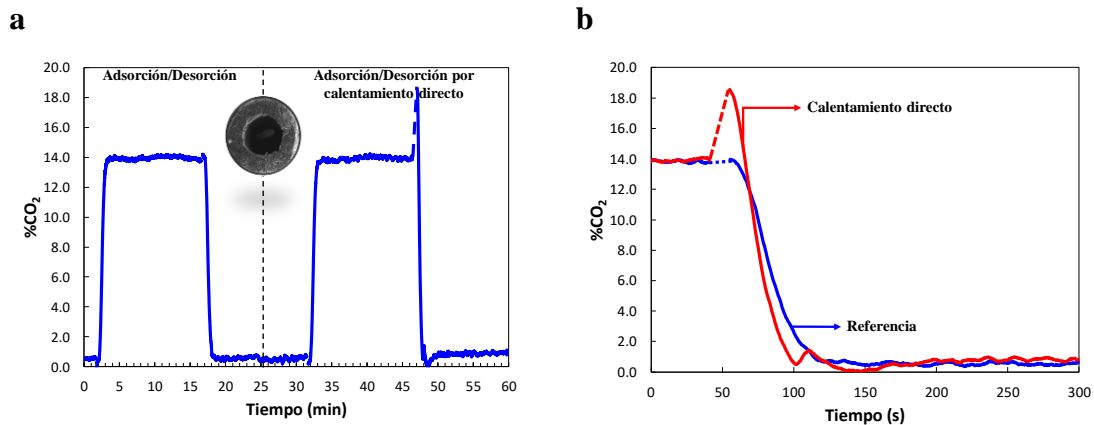 a
20.0
18.0
16.0
14.0
12.0
10.0
8.0
6.0
4.0
2.0
0.0
%CO2
Adsorción/Desorción
Adsorción/Desorción por
calentamiento directo
0 5 10 15 20 25 30 35 40 45 50 55 60
Tiempo (min)
b
20.0
18.0
16.0
14.0
12.0
10.0
8.0
6.0
4.0
2.0
0.0
%CO2
Calentamiento directo
Referencia
0 50 100 150 200 250 300
Tiempo (s)